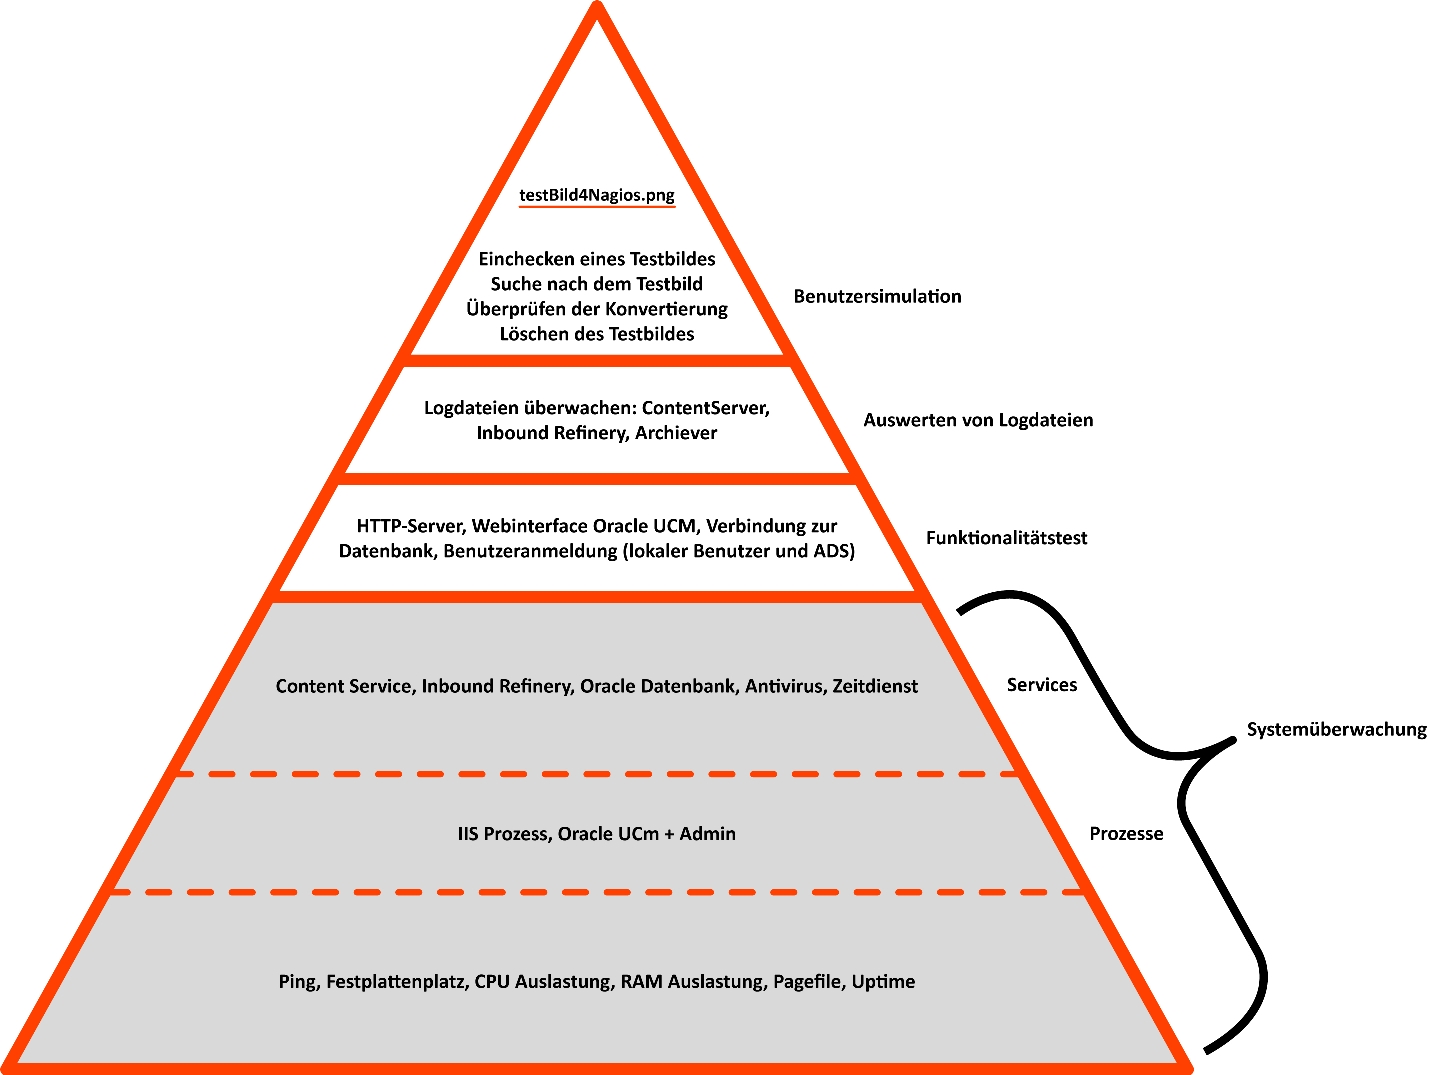 testBild4Nagios.png
Einchecken eines Testbildes
Suche nach dem Testbild
Überprüfen der Konvertierung
Löschen des Testbildes
Benutzersimulation
Logdateien überwachen: ContentServer,
Inbound Refinery, Archiever
Auswerten von Logdateien
HTTP-Server, Webinterface Oracle UCM, Verbindung zur
Datenbank, Benutzeranmeldung (lokaler Benutzer und ADS)
Funktionalitätstest
Content Service, Inbound Refinery, Oracle Datenbank, Antivirus, Zeitdienst
Services
Systemüberwachung
IIS Prozess, Oracle UCm + Admin
Prozesse
Ping, Festplattenplatz, CPU Auslastung, RAM Auslastung, Pagefile, Uptime